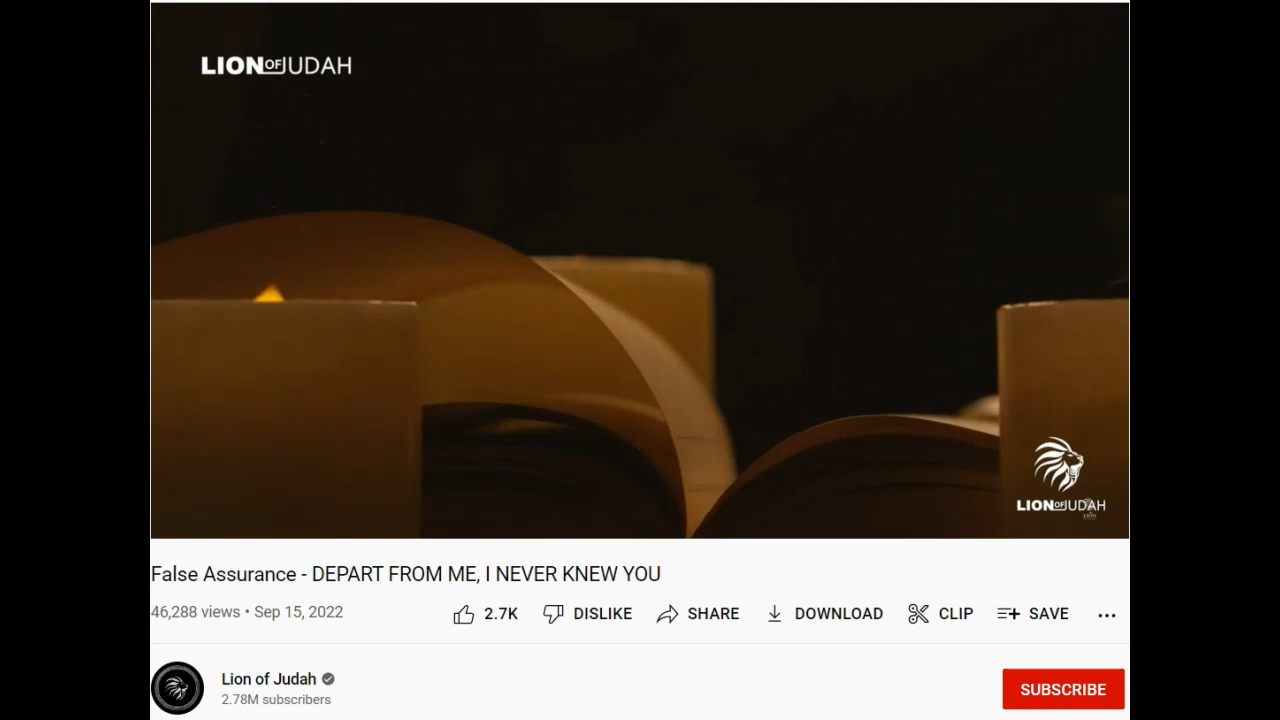 LION OF JUDAH
LION OF JUDAH
False Assurance - DEPART FROM ME, I NEVER KNEW YOU
46,288 views • Sep 15, 2022
2.7K DISLIKE SHARE DOWNLOAD CLIP SAVE ...
Lion of Judah
2.78M subscribers
SUBSCRIBE